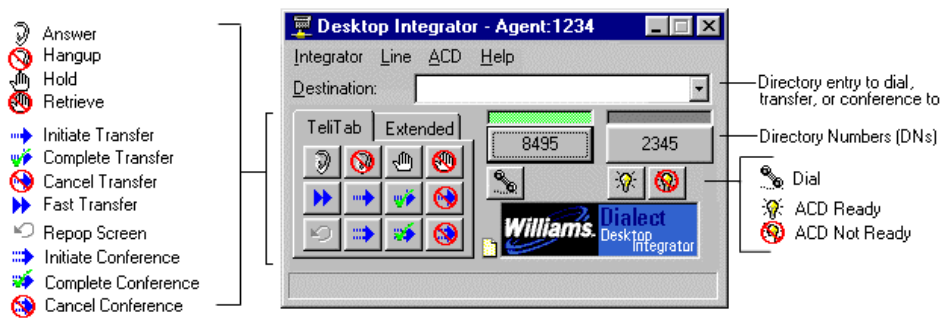 Answer
Hangup
Hold
Retrieve
Initiate Transfer
Complete Transfer
Cancel Transfer
Fast Transfer
Repop Screen
Initiate Conference
Complete Conference
Cancel Conference
Desktop Integrator - Agent:1234
Integrator Line ACD Help
Destination:
TeliTab Extended
8495 2345
Williams. Dialect
Desktop
Integrator
Directory entry to dial,
transfer, or conference to
Directory Numbers (DNs)
Dial
ACD Ready
ACD Not Ready